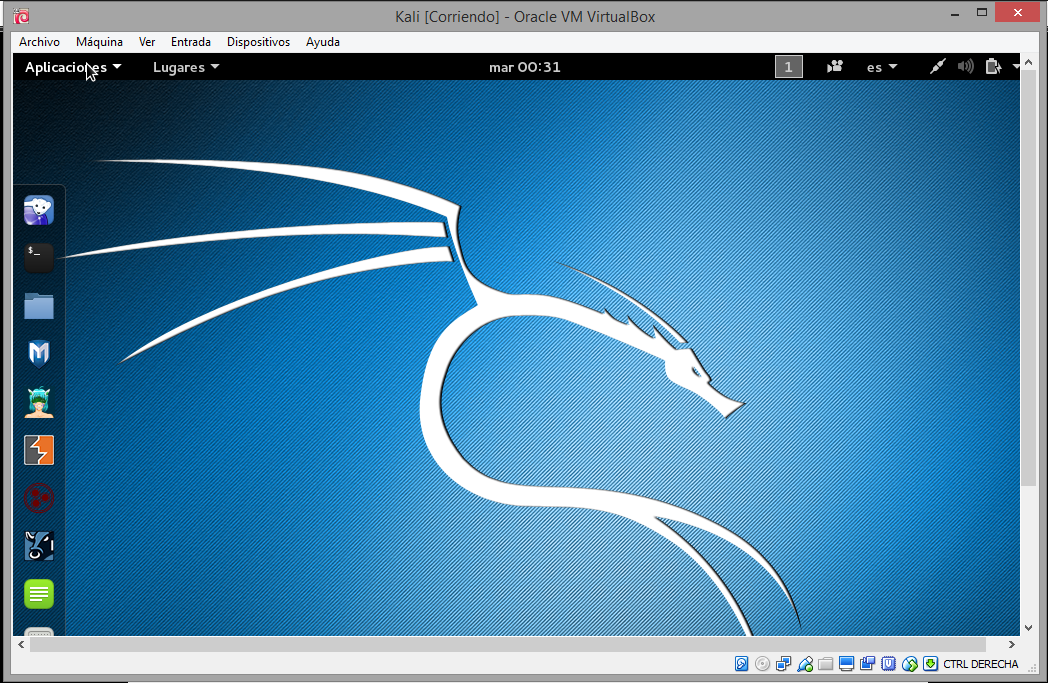 Kali [Corriendo] - Oracle VM VirtualBox
Archivo Máquina Ver Entrada Dispositivos Ayuda
Aplicaciones Lugares mar 00:31 1 es
$_
CTRL DERECHA